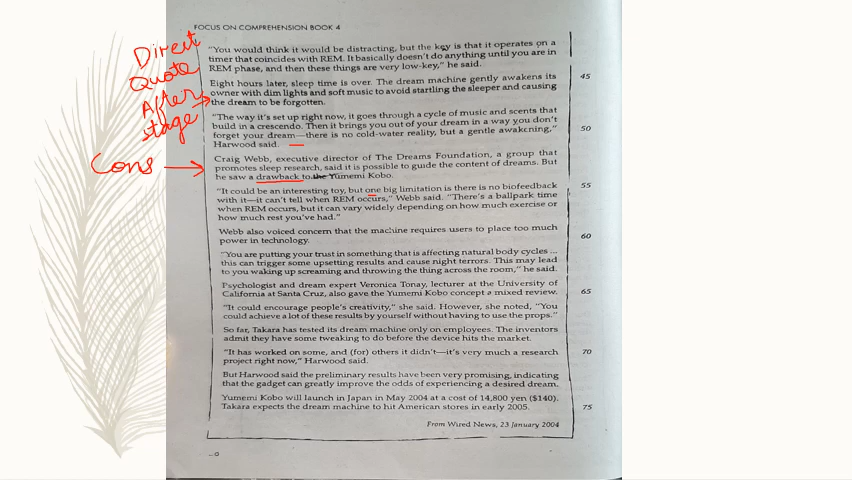 FOCUS ON COMPREHENSION BOOK 4
Direct
Quote
After
stage
Cons
"You would think it would be distracting, but the key is that it operates on a
timer that coincides with REM. It basically doesn't do anything until you are in
REM phase, and then these things are very low-key," he said.
Eight hours later, sleep time is over. The dream machine gently awakens its 45
owner with dim lights and soft music to avoid startling the sleeper and causing
the dream to be forgotten.
"The way it's set up right now, it goes through a cycle of music and scents that
build in a crescendo. Then it brings you out of your dream in a way you don't
forget your dream—there is no cold-water reality, but a gentle awakening," 50
Harwood said.
Craig Webb, executive director of The Dreams Foundation, a group that
promotes sleep research, said it is possible to guide the content of dreams. But
he saw a drawback to the Yumemi Kobo.
"It could be an interesting toy, but one big limitation is there is no biofeedback 55
with it—it can't tell when REM occurs," Webb said. "There's a ballpark time
when REM occurs, but it can vary widely depending on how much exercise or
how much rest you've had."
Webb also voiced concern that the machine requires users to place too much
power in technology. 60
"You are putting your trust in something that is affecting natural body cycles ...
this can trigger some upsetting results and cause night terrors. This may lead
to you waking up screaming and throwing the thing across the room," he said.
Psychologist and dream expert Veronica Tonay, lecturer at the University of
California at Santa Cruz, also gave the Yumemi Kobo concept a mixed review. 65
"It could encourage people's creativity," she said. However, she noted, "You
could achieve a lot of these results by yourself without having to use the props."
So far, Takara has tested its dream machine only on employees. The inventors
admit they have some tweaking to do before the device hits the market.
"It has worked on some, and (for) others it didn't—it's very much a research 70
project right now," Harwood said.
But Harwood said the preliminary results have been very promising, indicating
that the gadget can greatly improve the odds of experiencing a desired dream.
Yumemi Kobo will launch in Japan in May 2004 at a cost of 14,800 yen ($140).
Takara expects the dream machine to hit American stores in early 2005. 75
From Wired News, 23 January 2004